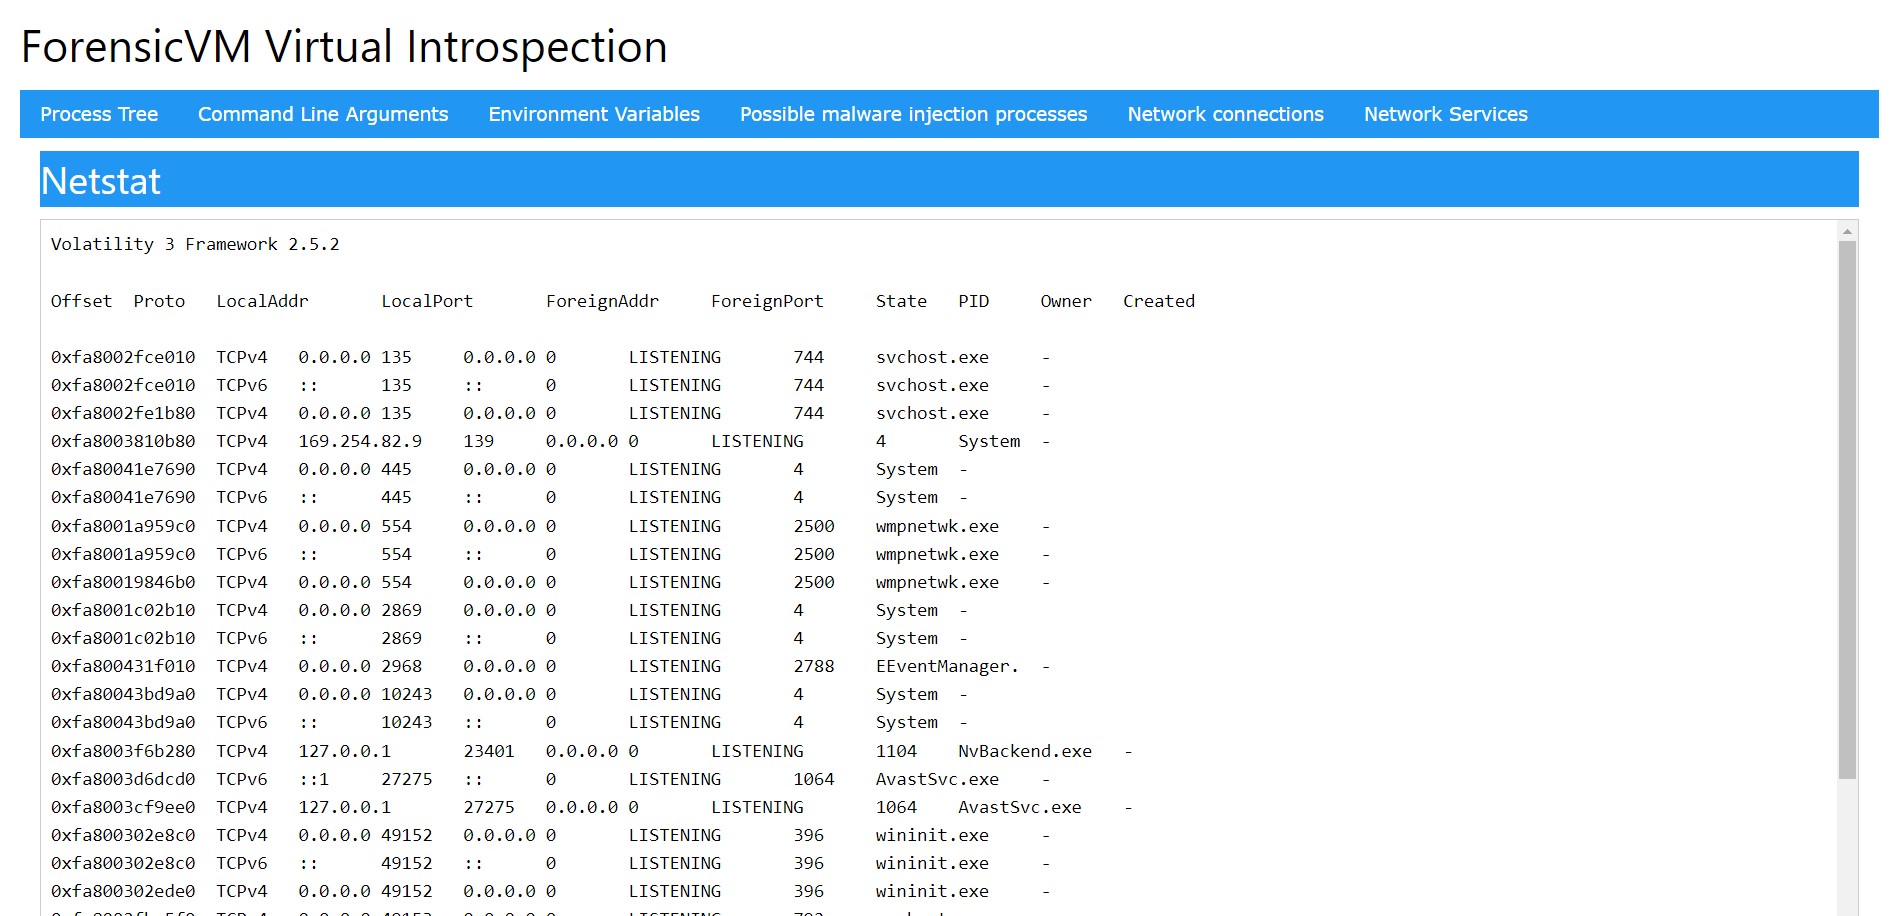 ForensicVM Virtual Introspection
Process Tree Command Line Arguments Environment Variables Possible malware injection processes Network connections Network Services
Netstat
Volatility 3 Framework 2.5.2
Offset Proto LocalAddr LocalPort ForeignAddr ForeignPort State PID Owner Created
0xfa8002fce010 TCPv4 0.0.0.0 135 0.0.0.0 0 LISTENING 744 svchost.exe -
0xfa8002fce010 TCPv6 :: 135 :: 0 LISTENING 744 svchost.exe -
0xfa8002fe1b80 TCPv4 0.0.0.0 135 0.0.0.0 0 LISTENING 744 svchost.exe -
0xfa8003810b80 TCPv4 169.254.82.9 139 0.0.0.0 0 LISTENING 4 System -
0xfa80041e7690 TCPv4 0.0.0.0 445 0.0.0.0 0 LISTENING 4 System -
0xfa80041e7690 TCPv6 :: 445 :: 0 LISTENING 4 System -
0xfa8001a959c0 TCPv4 0.0.0.0 554 0.0.0.0 0 LISTENING 2500 wmpnetwk.exe -
0xfa8001a959c0 TCPv6 :: 554 :: 0 LISTENING 2500 wmpnetwk.exe -
0xfa80019846b0 TCPv4 0.0.0.0 554 0.0.0.0 0 LISTENING 2500 wmpnetwk.exe -
0xfa8001c02b10 TCPv4 0.0.0.0 2869 0.0.0.0 0 LISTENING 4 System -
0xfa8001c02b10 TCPv6 :: 2869 :: 0 LISTENING 4 System -
0xfa800431f010 TCPv4 0.0.0.0 2968 0.0.0.0 0 LISTENING 2788 EEventManager. -
0xfa80043bd9a0 TCPv4 0.0.0.0 10243 0.0.0.0 0 LISTENING 4 System -
0xfa80043bd9a0 TCPv6 :: 10243 :: 0 LISTENING 4 System -
0xfa8003f6b280 TCPv4 127.0.0.1 23401 0.0.0.0 0 LISTENING 1104 NvBackend.exe -
0xfa8003d6dcd0 TCPv6 ::1 27275 :: 0 LISTENING 1064 AvastSvc.exe -
0xfa8003cf9ee0 TCPv4 127.0.0.1 27275 0.0.0.0 0 LISTENING 1064 AvastSvc.exe -
0xfa800302e8c0 TCPv4 0.0.0.0 49152 0.0.0.0 0 LISTENING 396 wininit.exe -
0xfa800302e8c0 TCPv6 :: 49152 :: 0 LISTENING 396 wininit.exe -
0xfa800302ede0 TCPv4 0.0.0.0 49152 0.0.0.0 0 LISTENING 396 wininit.exe -